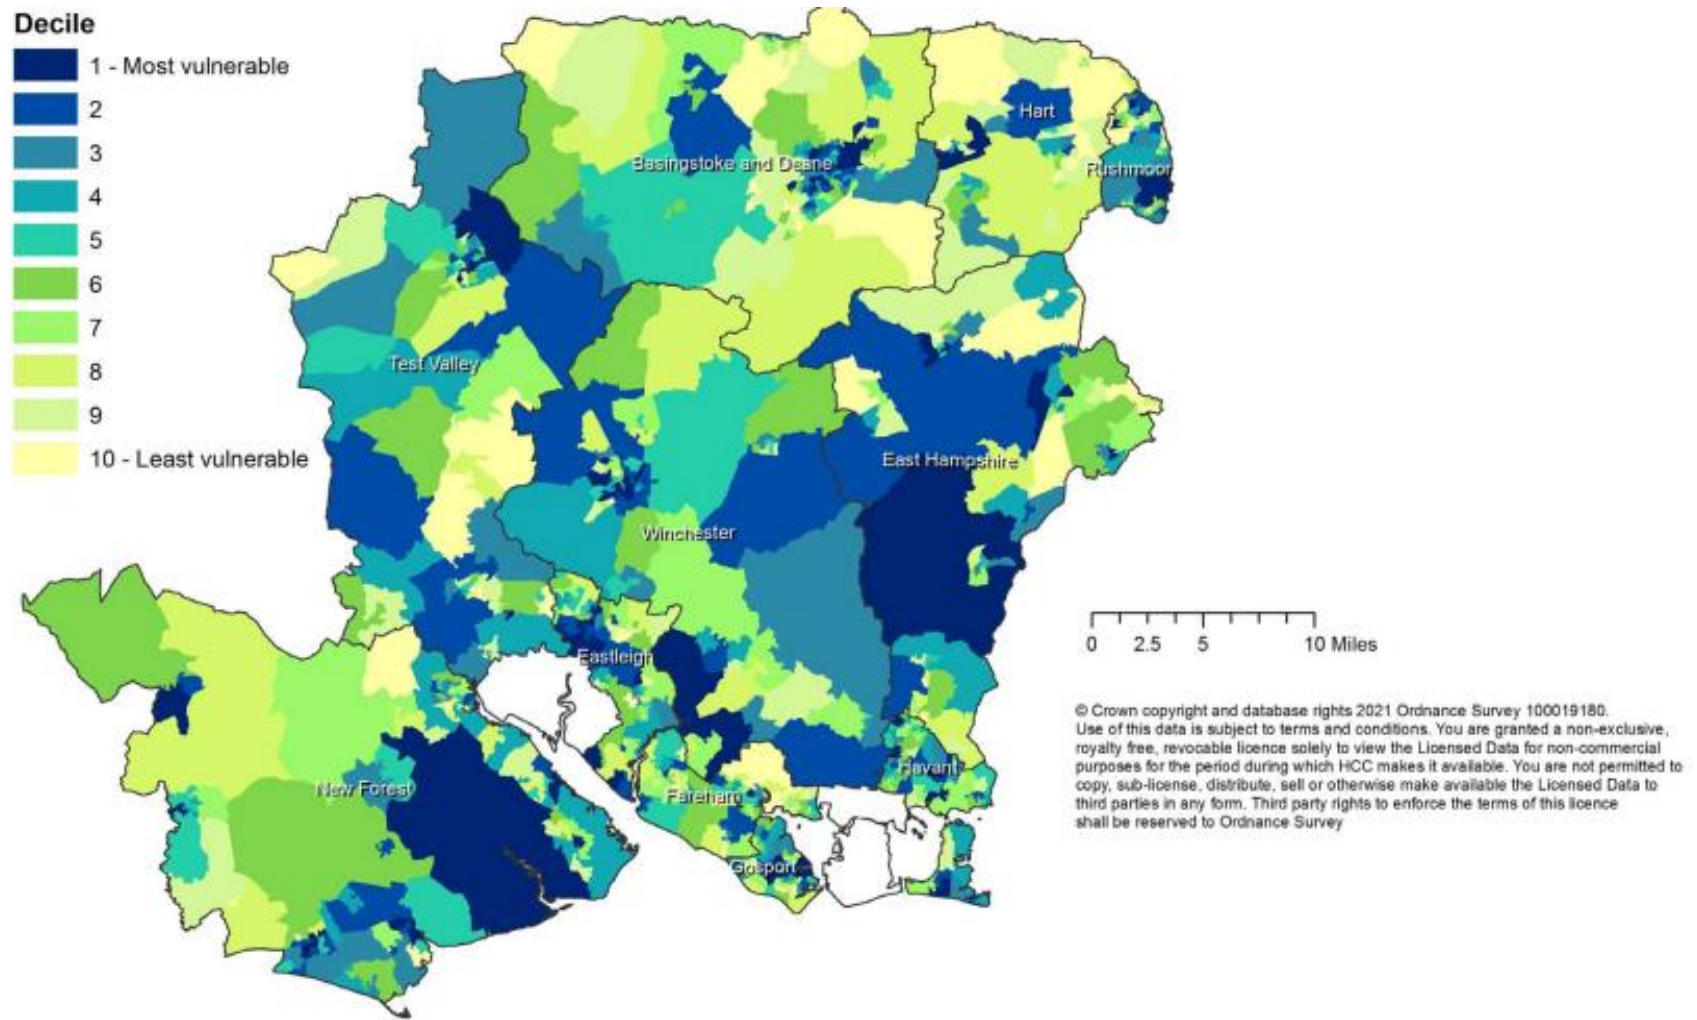 Decile
1 - Most vulnerable
2
3
4
5
6
7
8
9
10 - Least vulnerable
Hart
Basingstoke and Deane
Rushmoor
Test Valley
East Hampshire
Winchester
Eastleigh
New Forest
Havant
Fareham
Gosport
0 2.5 5 10 Miles
© Crown copyright and database rights 2021 Ordnance Survey 100019180.
Use of this data is subject to terms and conditions. You are granted a non-exclusive,
royalty free, revocable licence solely to view the Licensed Data for non-commercial
purposes for the period during which HCC makes it available. You are not permitted to
copy, sub-license, distribute, sell or otherwise make available the Licensed Data to
third parties in any form. Third party rights to enforce the terms of this licence
shall be reserved to Ordnance Survey